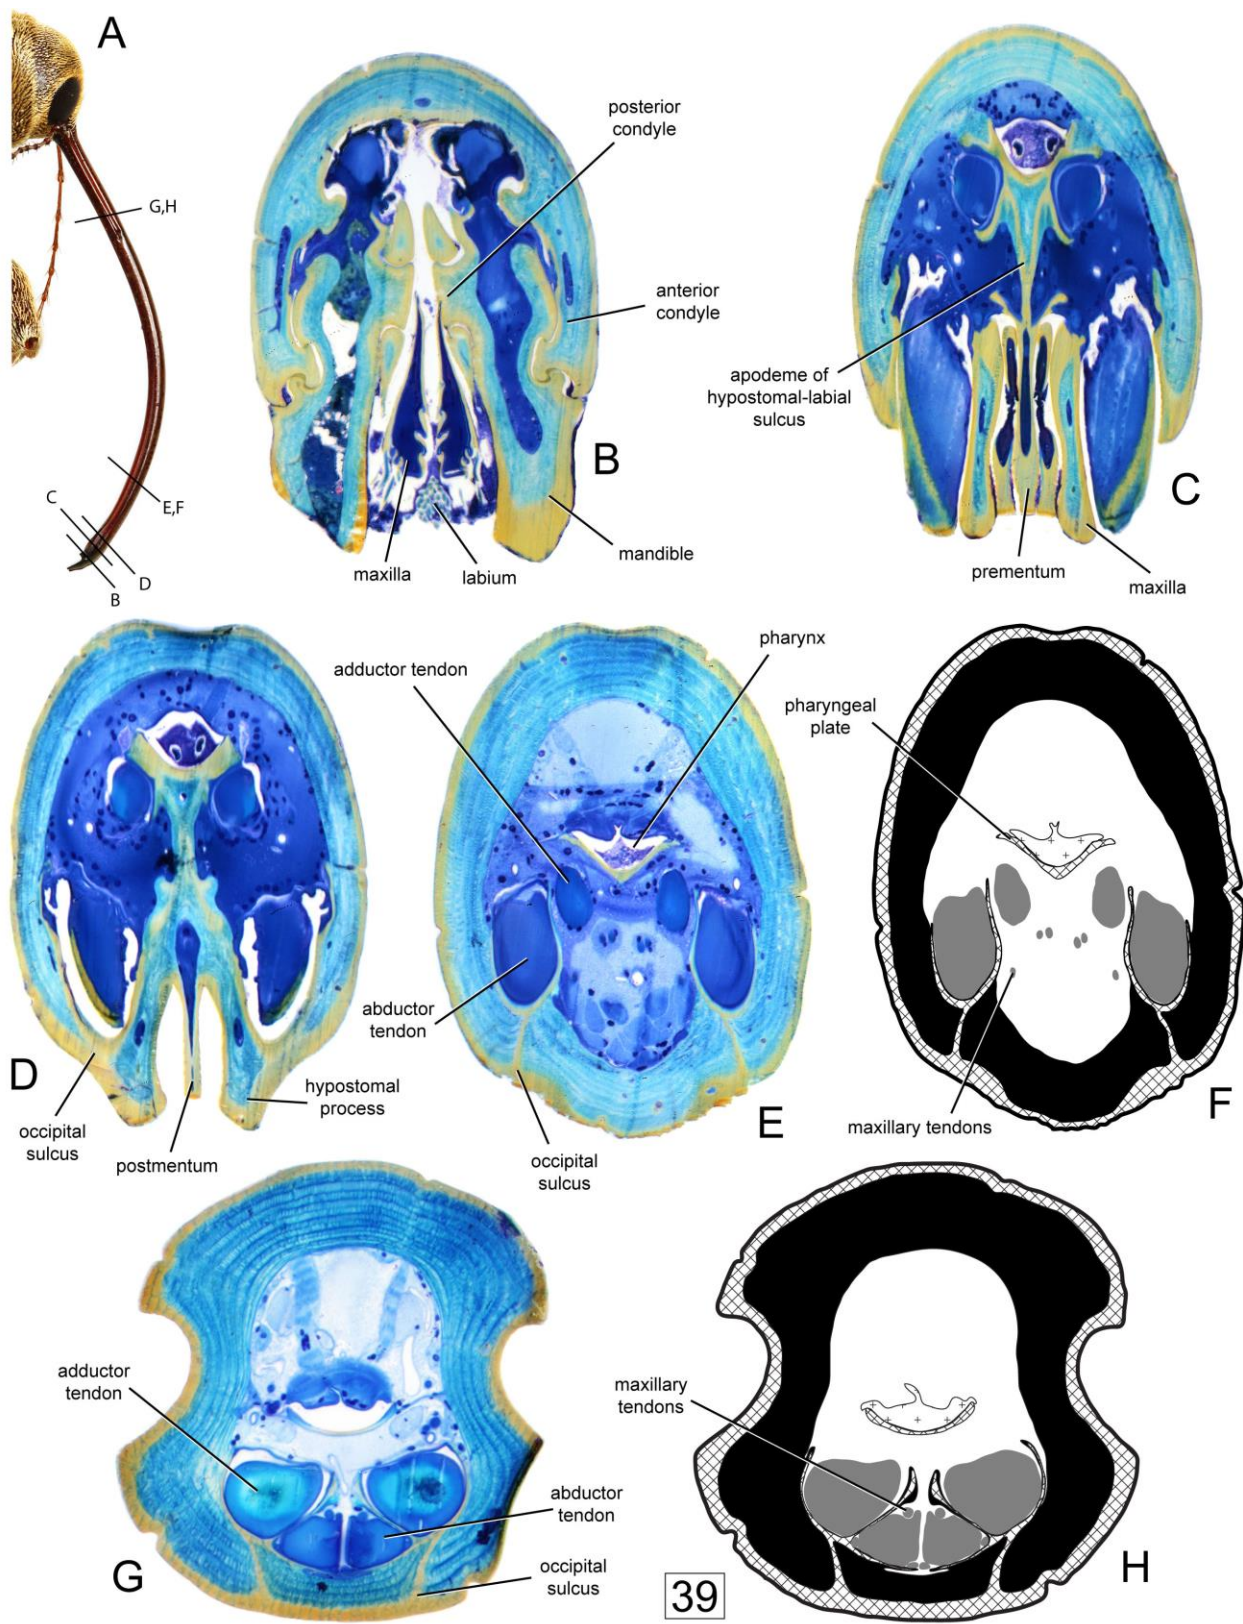 A
G,H
E,F
C
D
B
posterior
condyle
anterior
condyle
B
mandible
maxilla
labium
apodeme of
hypostomal-labial
sulcus
C
prementum
maxilla
adductor tendon
pharynx
pharyngeal
plate
abductor
tendon
D
occipital
sulcus
hypostomal
process
postmentum
E
occipital
sulcus
maxillary tendons
F
adductor
tendon
abductor
tendon
G
occipital
sulcus
maxillary
tendons
39
H